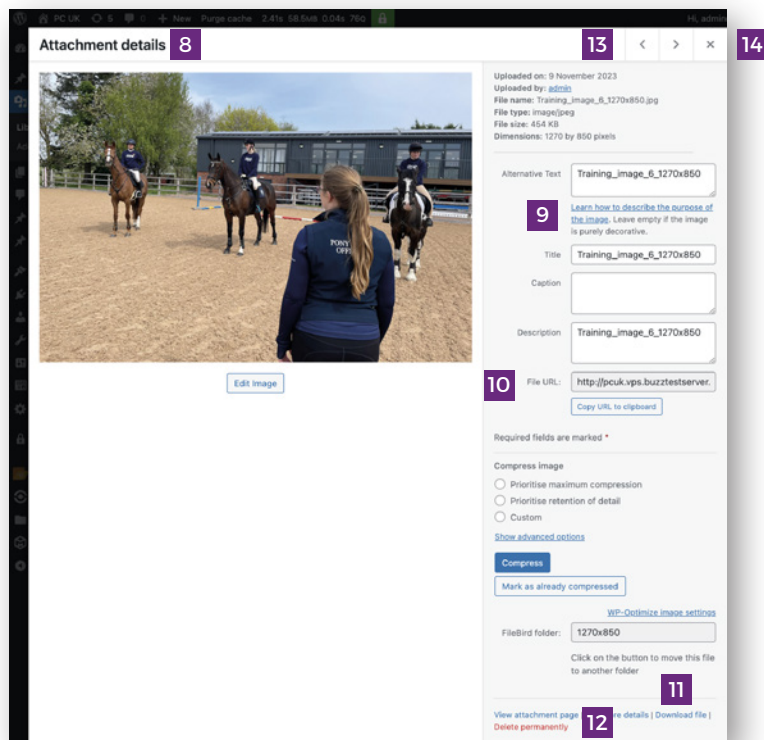 PC UK 5 0 + New Purge cache 2.41s 58.5MB 0.04s 76Q Hi, admin
Attachment details 8 13 14
Uploaded on: 9 November 2023
Uploaded by: admin
File name: Training_image_6_1270x850.jpg
File type: image/jpeg
File size: 454 KB
Dimensions: 1270 by 850 pixels
Alternative Text Training_image_6_1270x850
9 Learn how to describe the purpose of
the image. Leave empty if the image
is purely decorative.
Title Training_image_6_1270x850
Caption
Description Training_image_6_1270x850
PONY
Edit Image
10 File URL: http://pcuk.vps.buzztestserver.
Copy URL to clipboard
Required fields are marked *
Compress image
Prioritise maximum compression
Prioritise retention of detail
Custom
Show advanced options
Compress
Mark as already compressed
WP-Optimize image settings
FileBird folder: 1270x850
Click on the button to move this file
to another folder
11
View attachment page re details | Download file |
12
Delete permanently